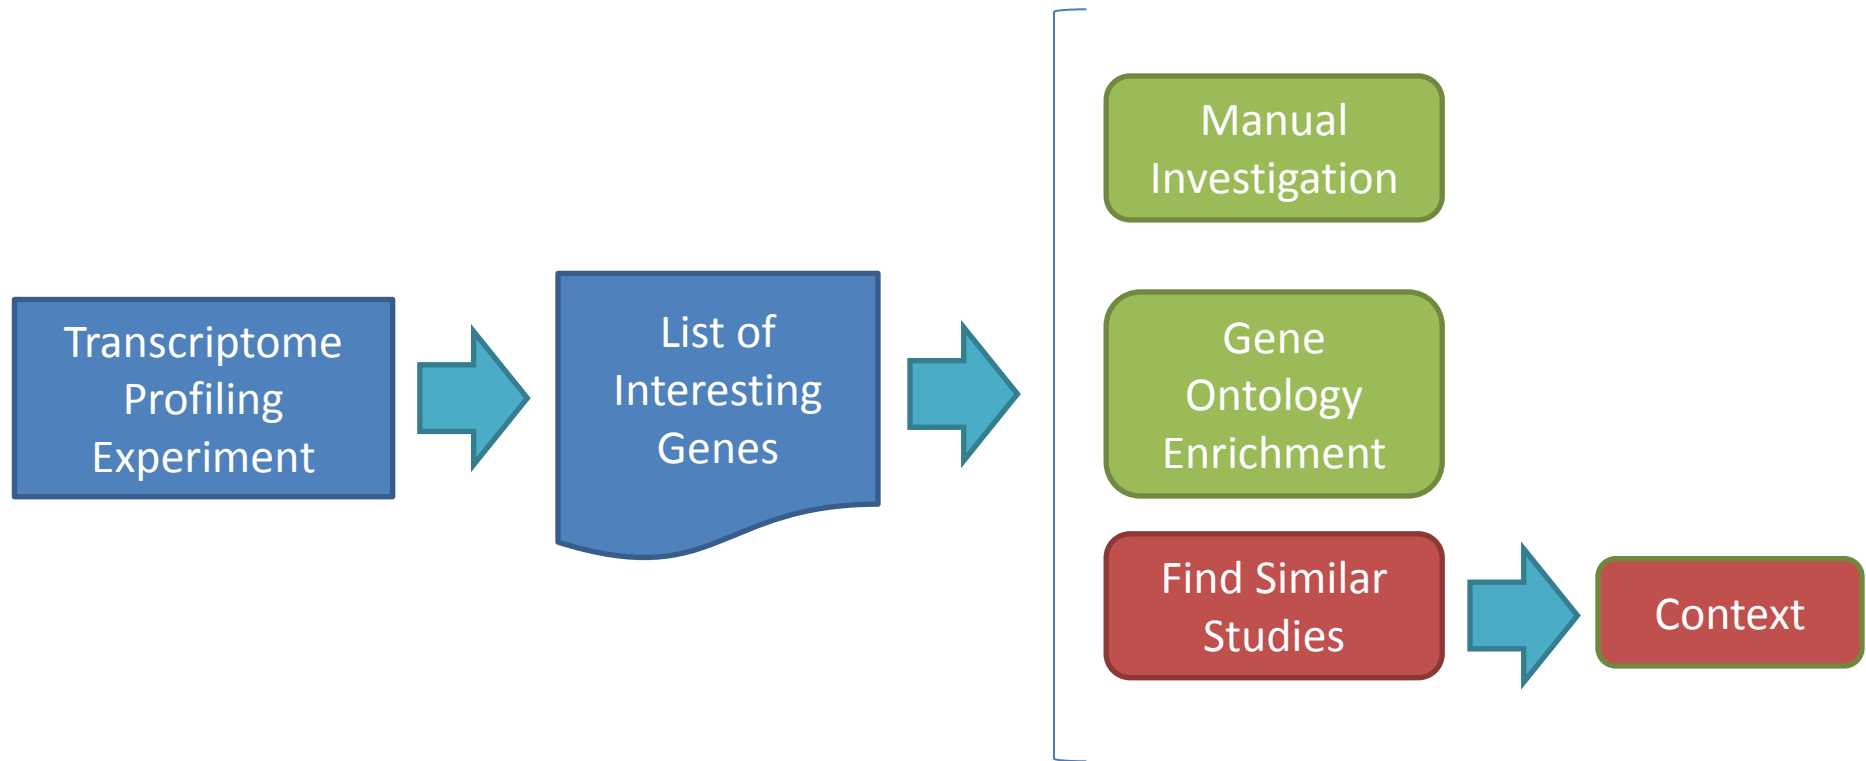 Transcriptome
Profiling
Experiment
List of
Interesting
Genes
Manual
Investigation
Gene
Ontology
Enrichment
Find Similar
Studies
Context